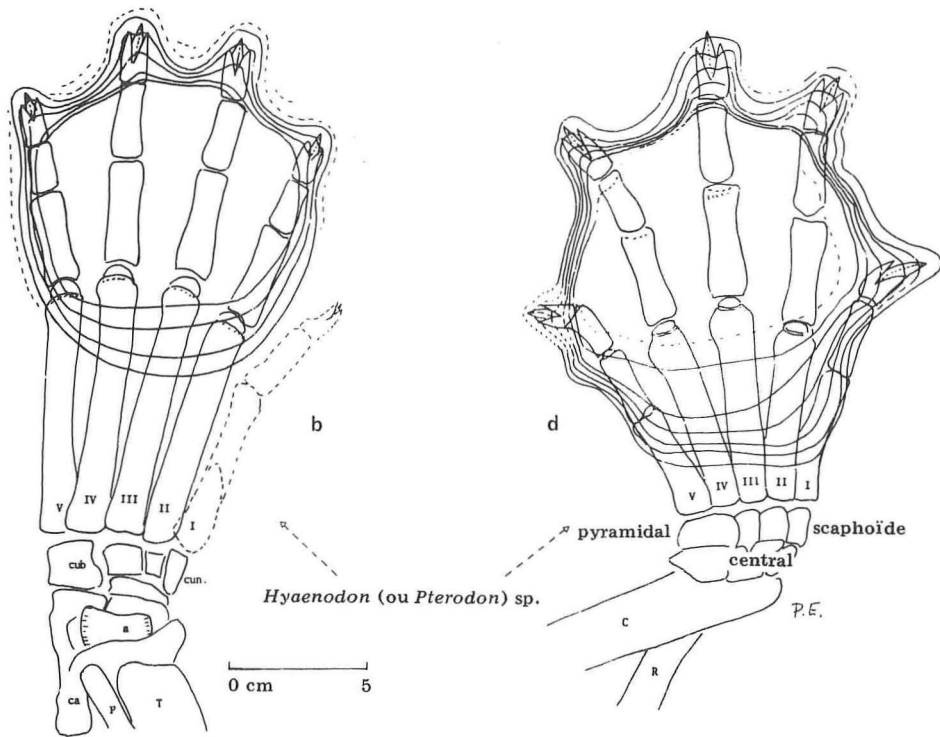 b
d
V IV III II I
V IV III II I
pyramidal
scaphoïde
central
cub
cun.
Hyaenodon (ou Pterodon) sp.
P.E.
a
C
R
ca
p
T
0 cm 5